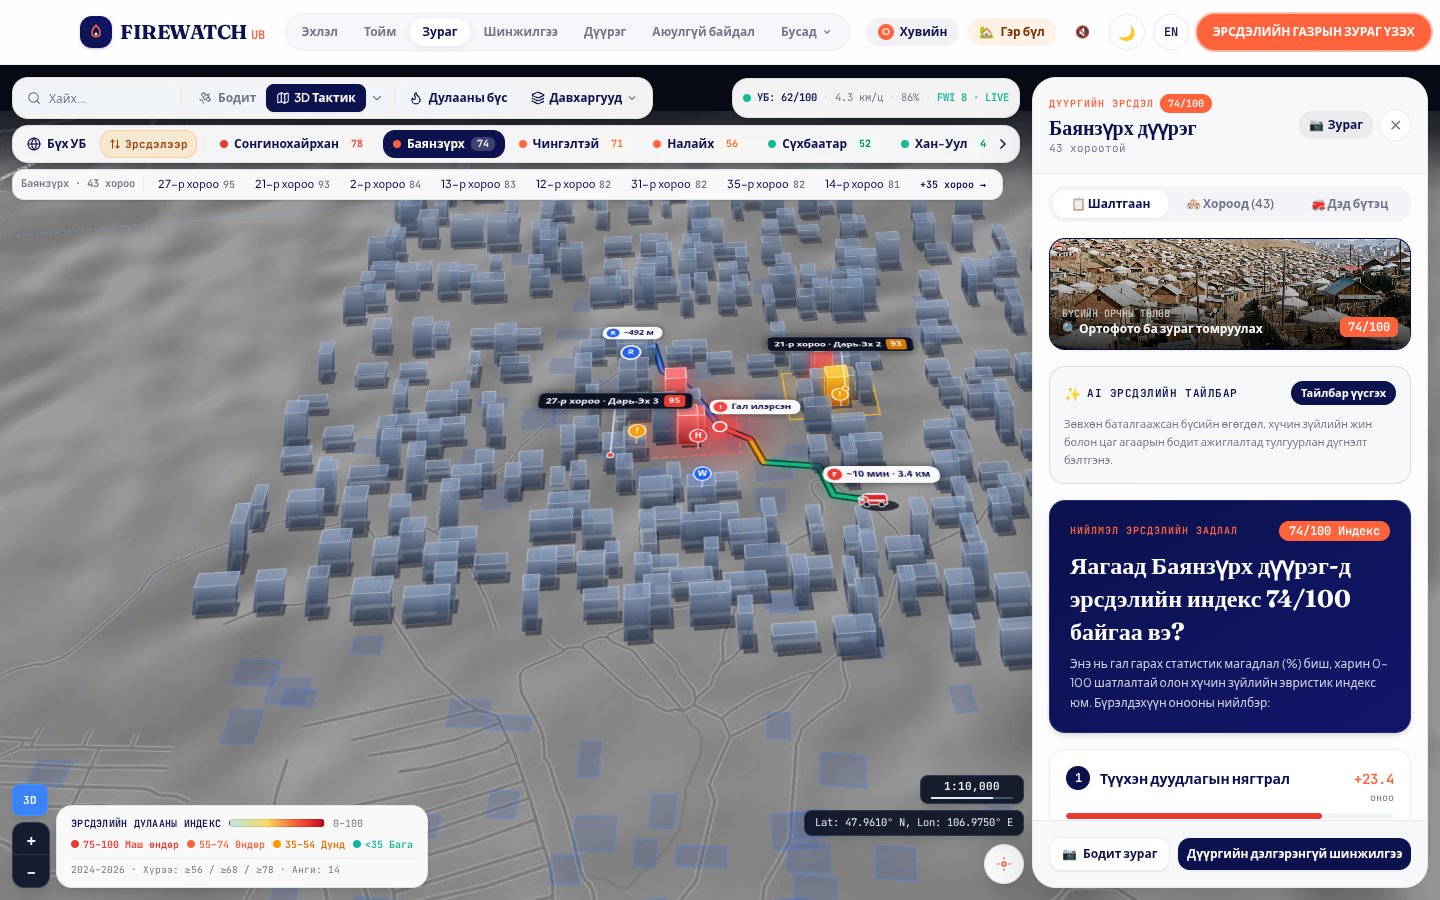 FIREWATCH UB
Эхлэл
Тойм
Зураг
Шинжилгээ
Дүүрэг
Аюулгүй байдал
Бусад
Хувийн
Гэр бүл
EN
ЭРСДЭЛИЙН ГАЗРЫН ЗУРАГ ҮЗЭХ
Хайх...
Бодит
3D Тактик
Дулааны бүс
Давхаргууд
УБ: 62/100 · 4.3 км/ц · 86% · FWI 8 · LIVE
Бүх УБ
Эрсдэлээр
Сонгинохайрхан 78
Баянзүрх 74
Чингэлтэй 71
Налайх 56
Сүхбаатар 52
Хан-Уул
Баянзүрх · 43 хороо
27-р хороо 95
21-р хороо 93
2-р хороо 84
13-р хороо 83
12-р хороо 82
31-р хороо 82
35-р хороо 82
14-р хороо 81
+35 хороо →
R ~492 м
R
21-р хороо · Дарь-Эх 2 93
27-р хороо · Дарь-Эх 3 95
Гал илэрсэн
H
W
F ~10 мин · 3.4 км
1:10,000
Lat: 47.9610° N, Lon: 106.9750° E
3D
+
−
ЭРСДЭЛИЙН ДУЛААНЫ ИНДЕКС 0-100
75-100 Маш өндөр
55-74 Өндөр
35-54 Дунд
<35 Бага
2024-2026 · Хүрээ: ≥56 / ≥68 / ≥78 · Анги: 14
ДҮҮРГИЙН ЭРСДЭЛ 74/100
Баянзүрх дүүрэг
43 хороотой
Зураг
Шалтгаан
Хороод (43)
Дэд бүтэц
БҮСИЙН ОРЧНЫ ТӨЛӨВ
Ортофото ба зураг томруулах
74/100
AI ЭРСДЭЛИЙН ТАЙЛБАР
Тайлбар үүсгэх
Зөвхөн баталгаажсан бүсийн өгөгдөл, хүчин зүйлийн жин
болон цаг агаарын бодит ажиглалтад тулгуурлан дүгнэлт
бэлтгэнэ.
НИЙЛМЭЛ ЭРСДЭЛИЙН ЗАДЛАЛ
74/100 Индекс
Яагаад Баянзүрх дүүрэг-д
эрсдэлийн индекс 74/100
байгаа вэ?
Энэ нь гал гарах статистик магадлал (%) биш, харин 0-
100 шатлалтай олон хүчин зүйлийн эвристик индекс
юм. Бүрэлдэхүүн онооны нийлбэр:
1 Түүхэн дуудлагын нягтрал +23.4
оноо
Бодит зураг
Дүүргийн дэлгэрэнгүй шинжилгээ